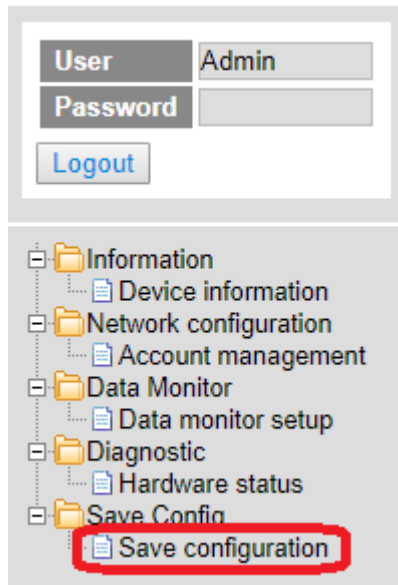 User Admin
Password
Logout
Information
Device information
Network configuration
Account management
Data Monitor
Data monitor setup
Diagnostic
Hardware status
Save Config
Save configuration